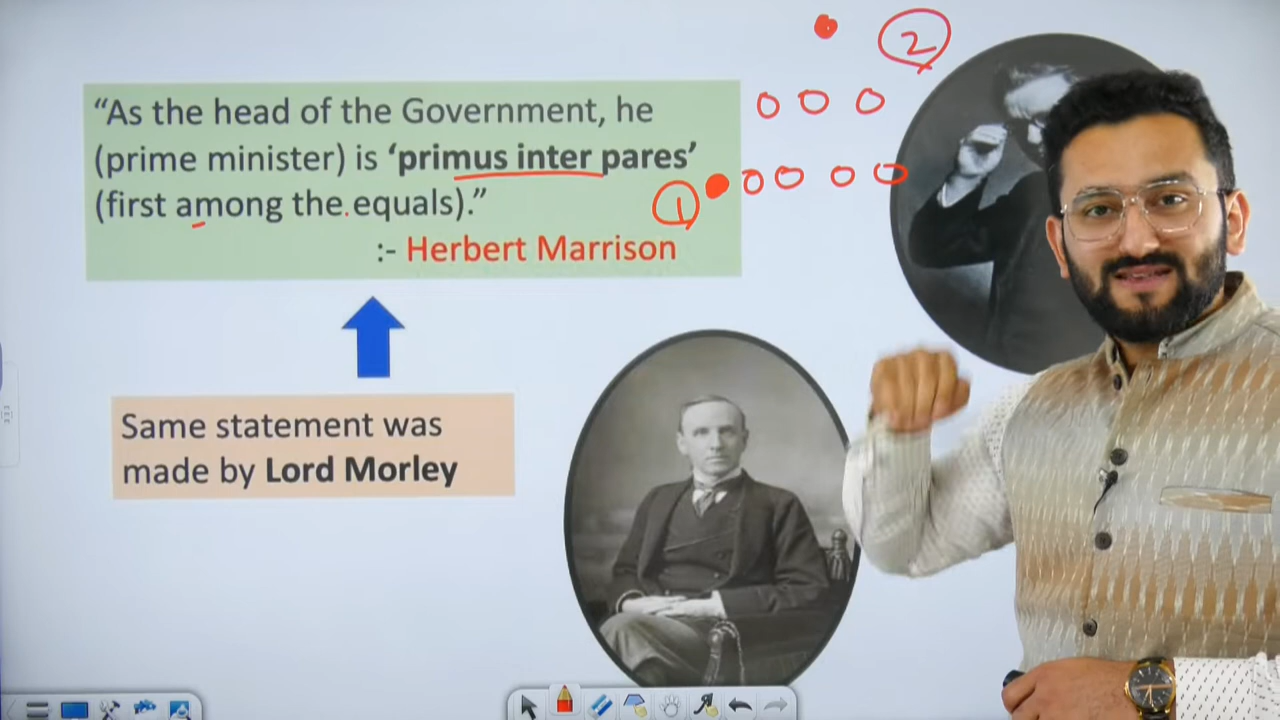 “As the head of the Government, he
(prime minister) is ‘primus inter pares’
(first among the equals).”
:- Herbert Marrison
Same statement was
made by Lord Morley
2
1